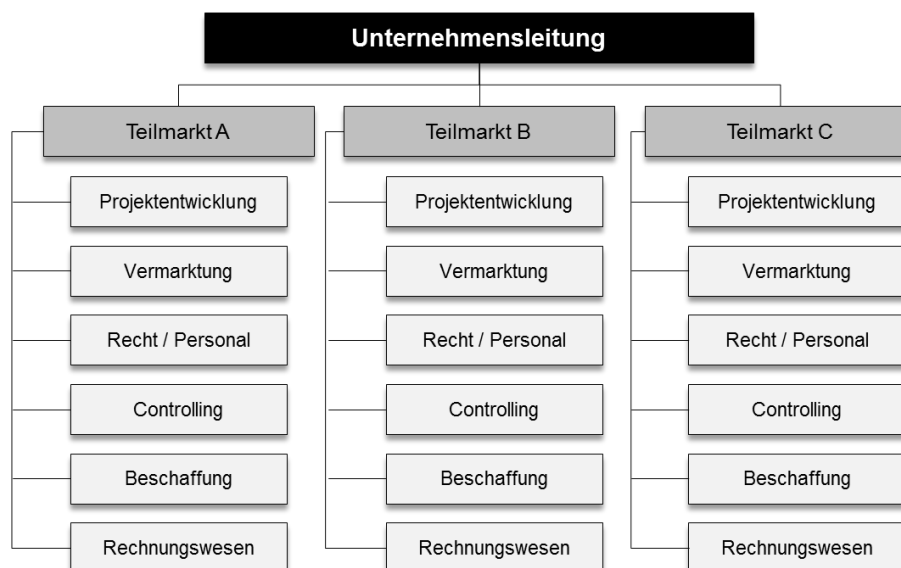 Unternehmensleitung
Teilmarkt A
Teilmarkt B
Teilmarkt C
Projektentwicklung
Projektentwicklung
Projektentwicklung
Vermarktung
Vermarktung
Vermarktung
Recht / Personal
Recht / Personal
Recht / Personal
Controlling
Controlling
Controlling
Beschaffung
Beschaffung
Beschaffung
Rechnungswesen
Rechnungswesen
Rechnungswesen